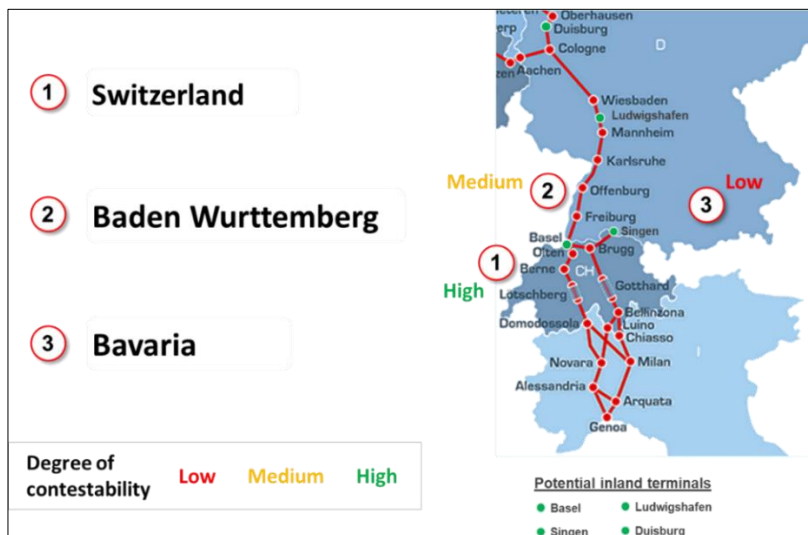 1 Switzerland
2 Baden Wurttemberg
3 Bavaria
Degree of contestability Low Medium High
Oberhausen
Duisburg
D
Cologne
Aachen
Wiesbaden
Ludwigshafen
Mannheim
Karlsruhe
Medium 2
Offenburg
3 Low
Freiburg
Singen
Basel
Olten
Brugg
1
Berne
CH
High
Lötschberg
Gotthard
Bellinzona
Domodossola
Luino
Chiasso
I
Novara
Milan
Alessandria
Arquata
Genoa
Potential inland terminals
Basel
Ludwigshafen
Singen
Duisburg